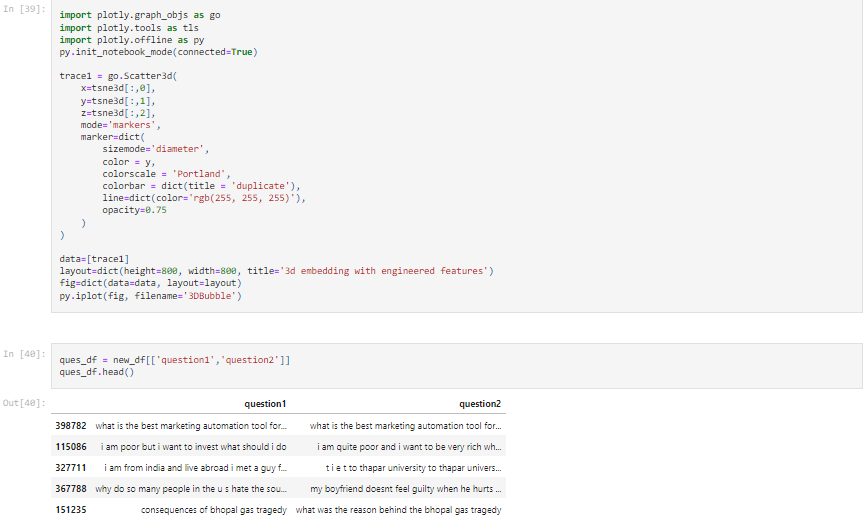 In [39]:
import plotly.graph_objs as go
import plotly.tools as tls
import plotly.offline as py
py.init_notebook_mode(connected=True)
trace1 = go.Scatter3d(
x=tsne3d[:,0],
y=tsne3d[:,1],
z=tsne3d[:,2],
mode='markers',
marker=dict(
sizemode='diameter',
color = y,
colorscale = 'Portland',
colorbar = dict(title = 'duplicate'),
line=dict(color='rgb(255, 255, 255)'),
opacity=0.75
)
)
data=[trace1]
layout=dict(height=800, width=800, title='3d embedding with engineered features')
fig=dict(data=data, layout=layout)
py.iplot(fig, filename='3DBubble')
In [40]:
ques_df = new_df[['question1','question2']]
ques_df.head()
Out[40]:
question1 question2
398782 what is the best marketing automation tool for... what is the best marketing automation tool for...
115086 i am poor but i want to invest what should i do i am quite poor and i want to be very rich wh...
327711 i am from india and live abroad i met a guy f... t i e t to thapar university to thapar univers...
367788 why do so many people in the u s hate the sou... my boyfriend doesnt feel guilty when he hurts ...
151235 consequences of bhopal gas tragedy what was the reason behind the bhopal gas tragedy